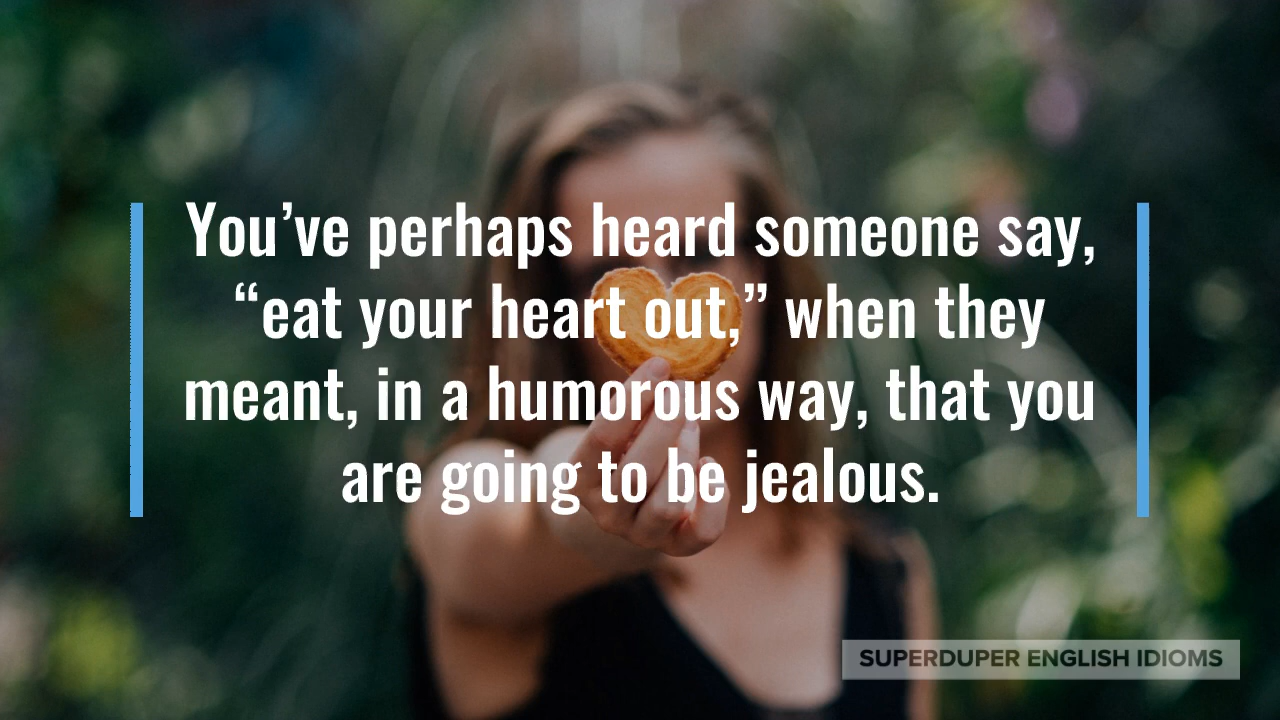 You’ve perhaps heard someone say,
“eat your heart out,” when they
meant, in a humorous way, that you
are going to be jealous.
SUPERDUPER ENGLISH IDIOMS